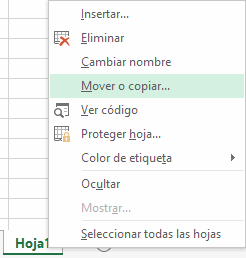 Insertar...
Eliminar
Cambiar nombre
Mover o copiar...
Ver código
Proteger hoja...
Color de etiqueta
Ocultar
Mostrar...
Seleccionar todas las hojas
Hoja1